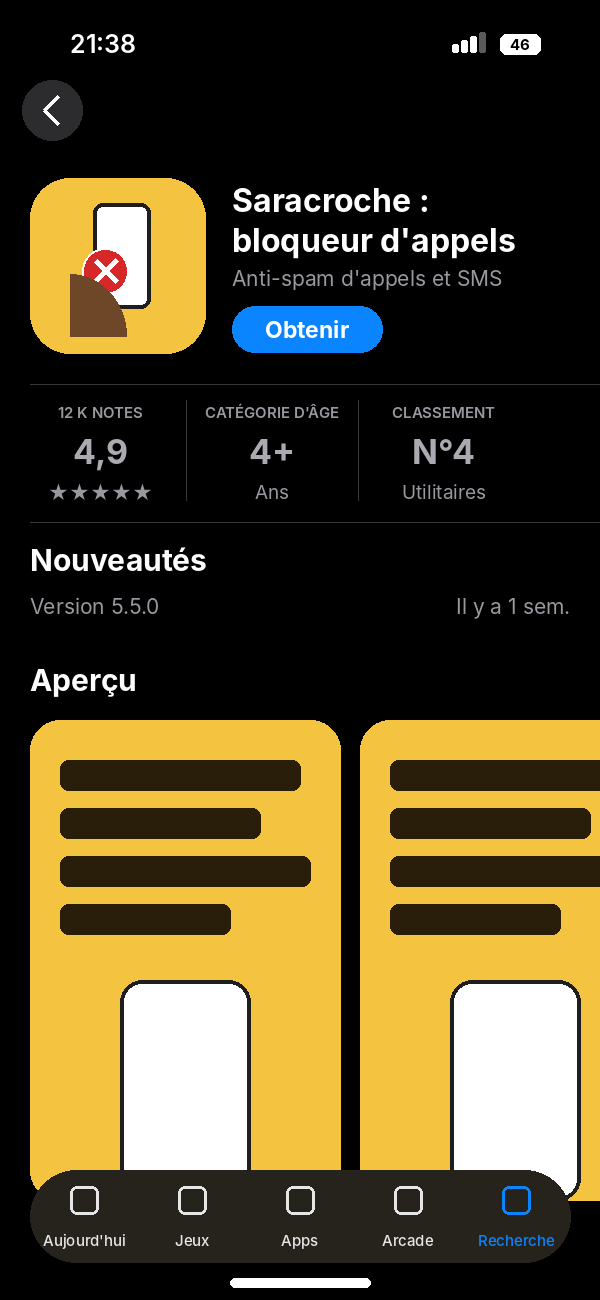 21:38
46
Saracroche :
bloqueur d'appels
Anti-spam d'appels et SMS
Obtenir
12 K NOTES
4,9
★★★★★
CATÉGORIE D'ÂGE
4+
Ans
CLASSEMENT
N°4
Utilitaires
Nouveautés
Version 5.5.0
Il y a 1 sem.
Aperçu
Aujourd'hui
Jeux
Apps
Arcade
Recherche